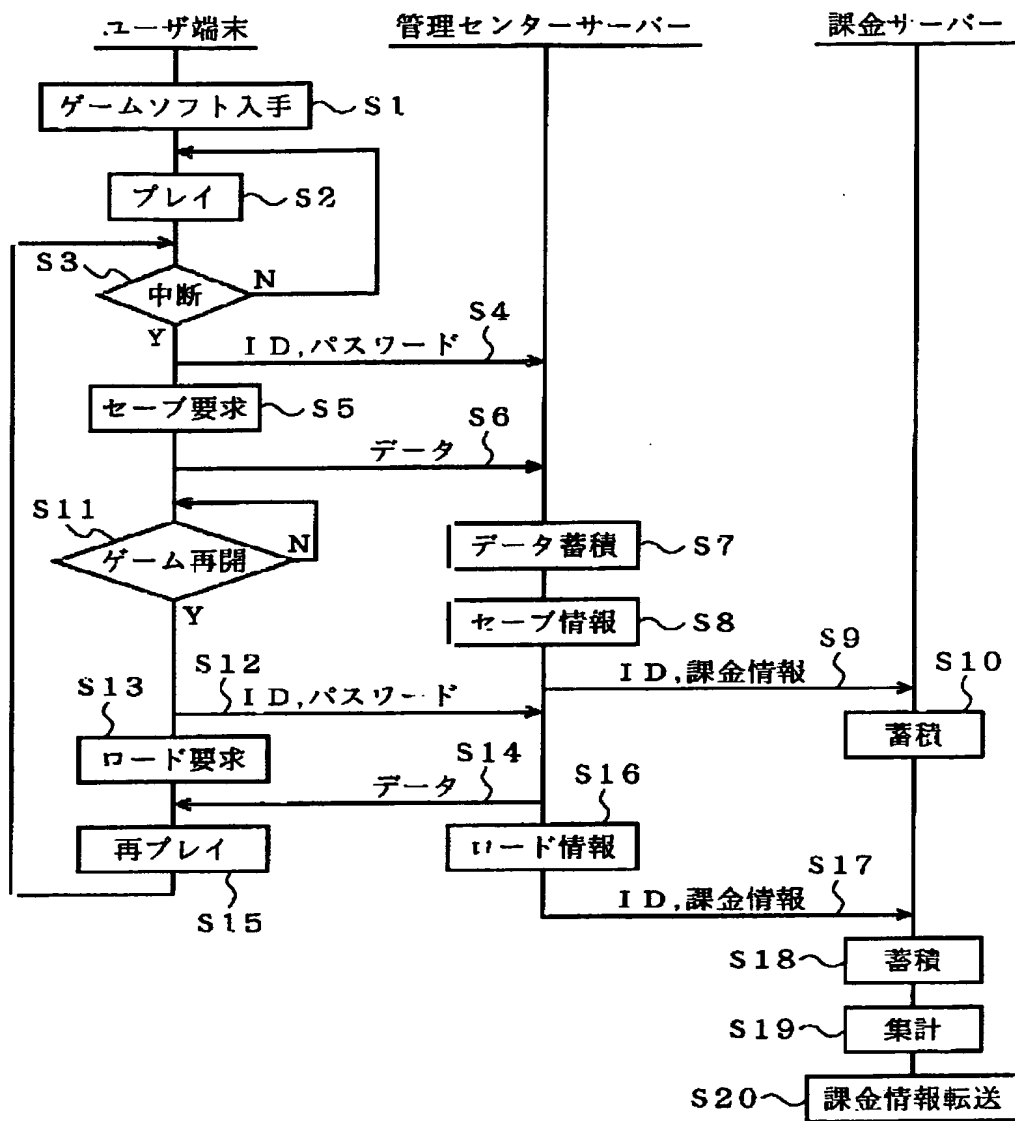 ユーザ端末
管理センターサーバー
課金サーバー
ゲームソフト入手
S1
プレイ
S2
S3
中断
N
Y
S4
ID,パスワード
セーブ要求
S5
S6
データ
S11
ゲーム再開
N
Y
データ蓄積
S7
セーブ情報
S8
S9
ID,課金情報
S10
蓄積
S12
ID,パスワード
S13
ロード要求
S14
データ
S16
再プレイ
ロード情報
S15
S17
ID,課金情報
S18
蓄積
S19
集計
S20
課金情報転送